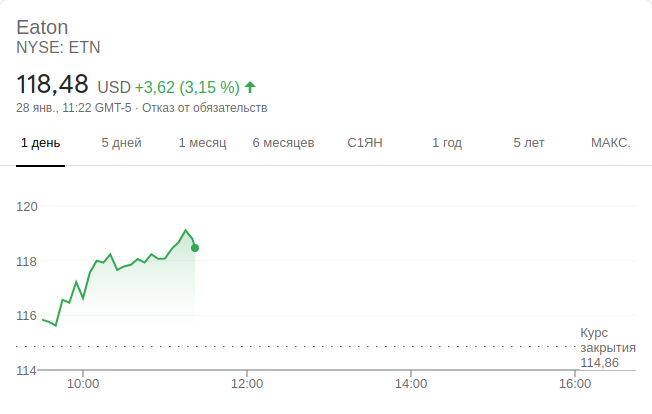 Eaton
NYSE: ETN
118,48 USD +3,62 (3,15 %)
28 янв., 11:22 GMT-5 · Отказ от обязательств
1 день 5 дней 1 месяц 6 месяцев С1ЯН 1 год 5 лет МАКС.
120
118
116
114
Курс
закрытия
114,86
10:00 12:00 14:00 16:00